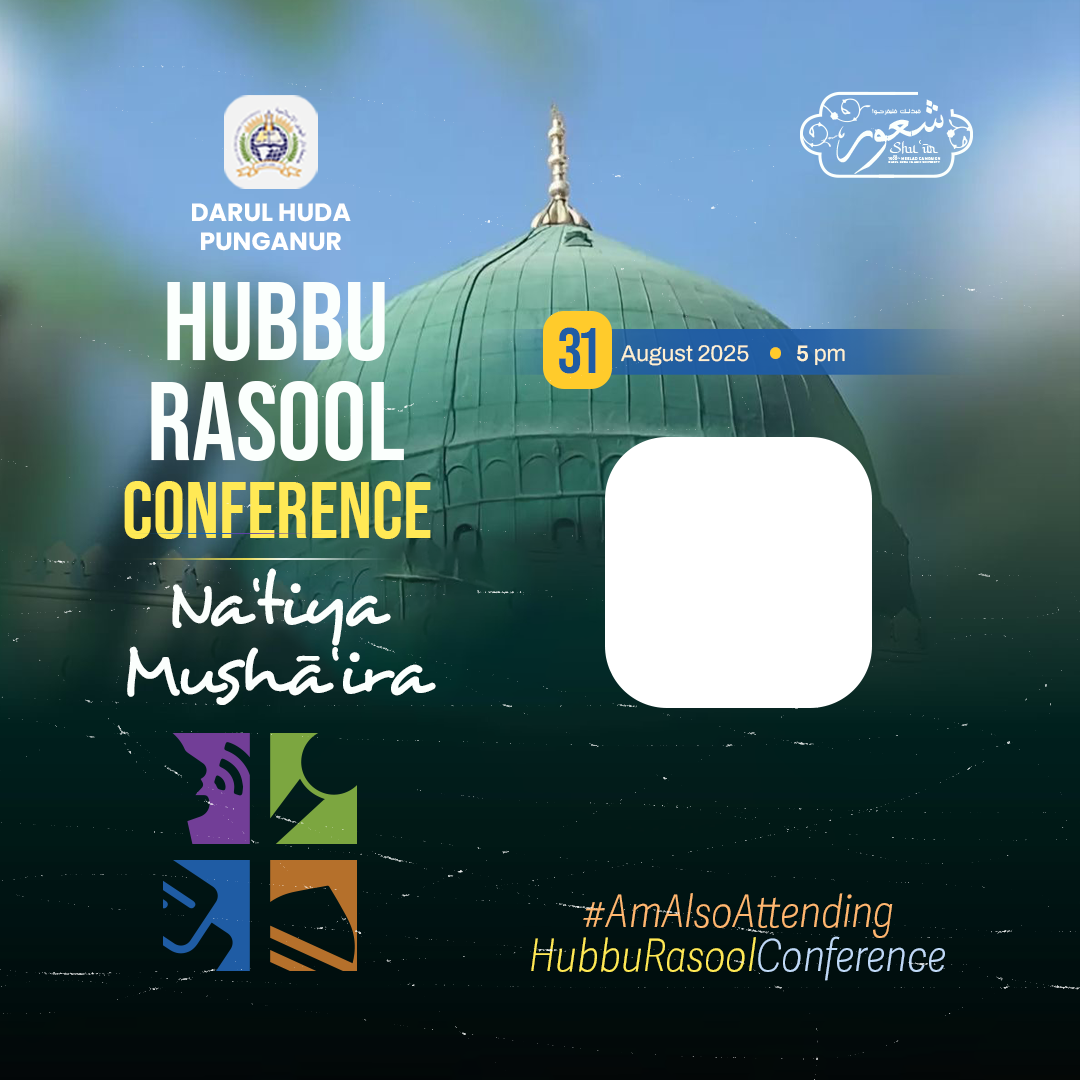 DARUL HUDA
PUNGANUR
HUBBU
RASOOL
CONFERENCE
Na'tiya
Mushā'ira
شعور
Shu'ūr
31 August 2025 • 5 pm
#AmAlsoAttending
HubbuRasoolConference